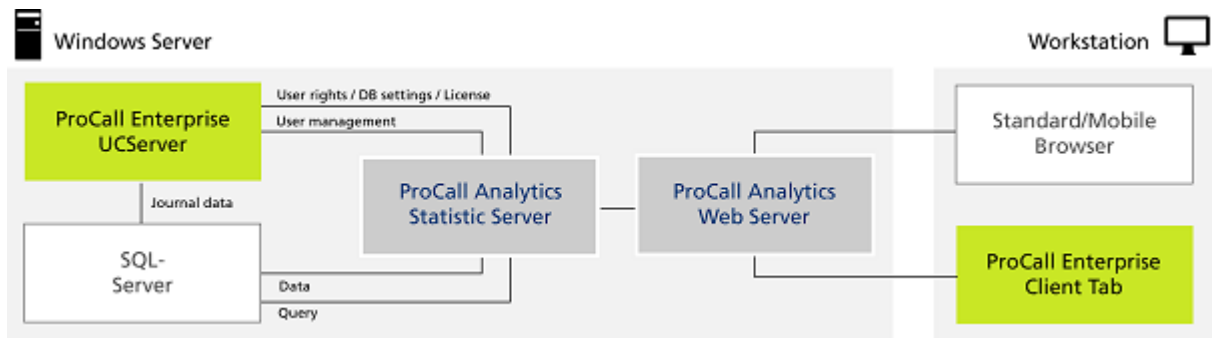 Windows Server
Workstation
ProCall Enterprise
UCServer
User rights / DB settings / License
User management
Journal data
SQL-
Server
Data
Query
ProCall Analytics
Statistic Server
ProCall Analytics
Web Server
Standard/Mobile
Browser
ProCall Enterprise
Client Tab